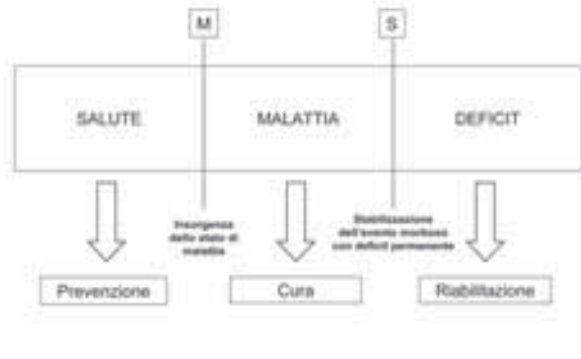 M
S
SALUTE
MALATTIA
DEFICIT
Insorgenza
dello stato di
malattia
Stabilizzazione
dell'evento morboso
con deficit permanente
Prevenzione
Cura
Riabilitazione